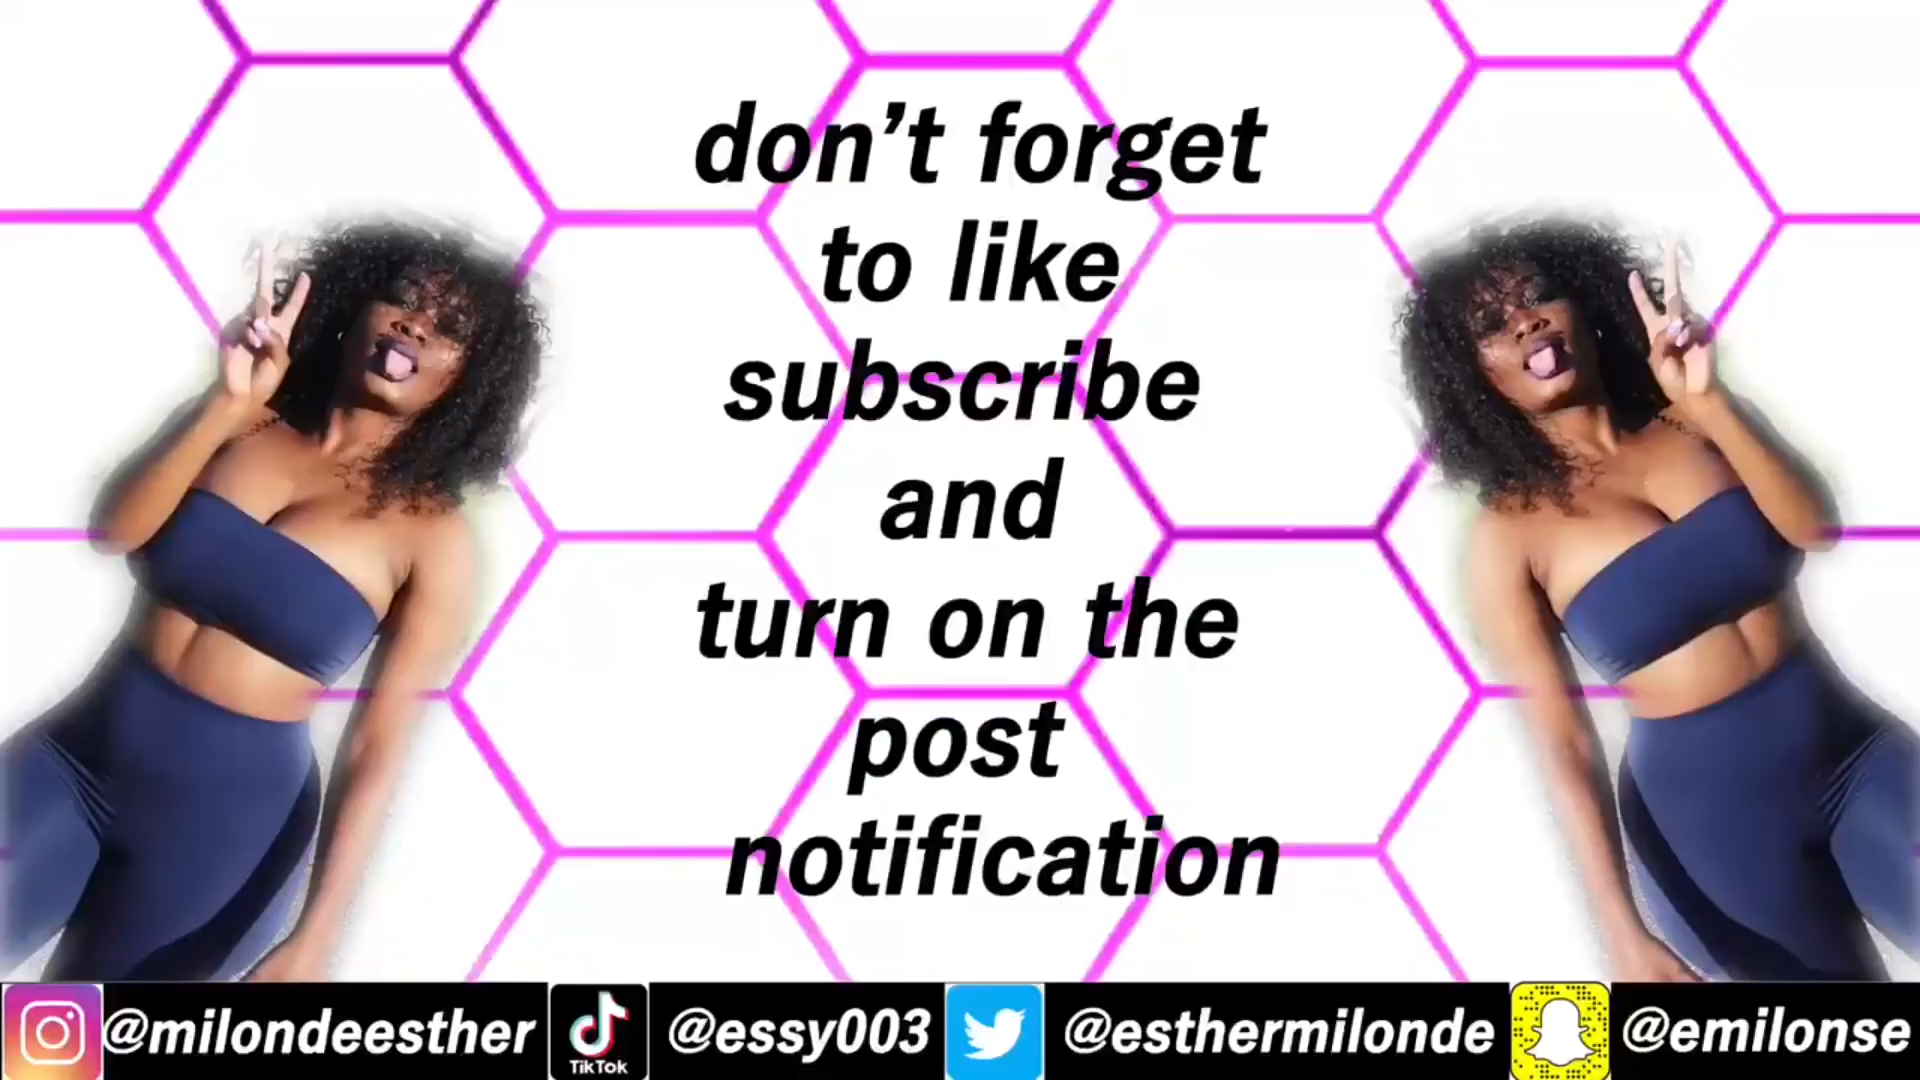 don't forget
to like
subscribe
and
turn on the
post
notification
@milondeesther TikTok @essy003 @esthermilonde @emilonse